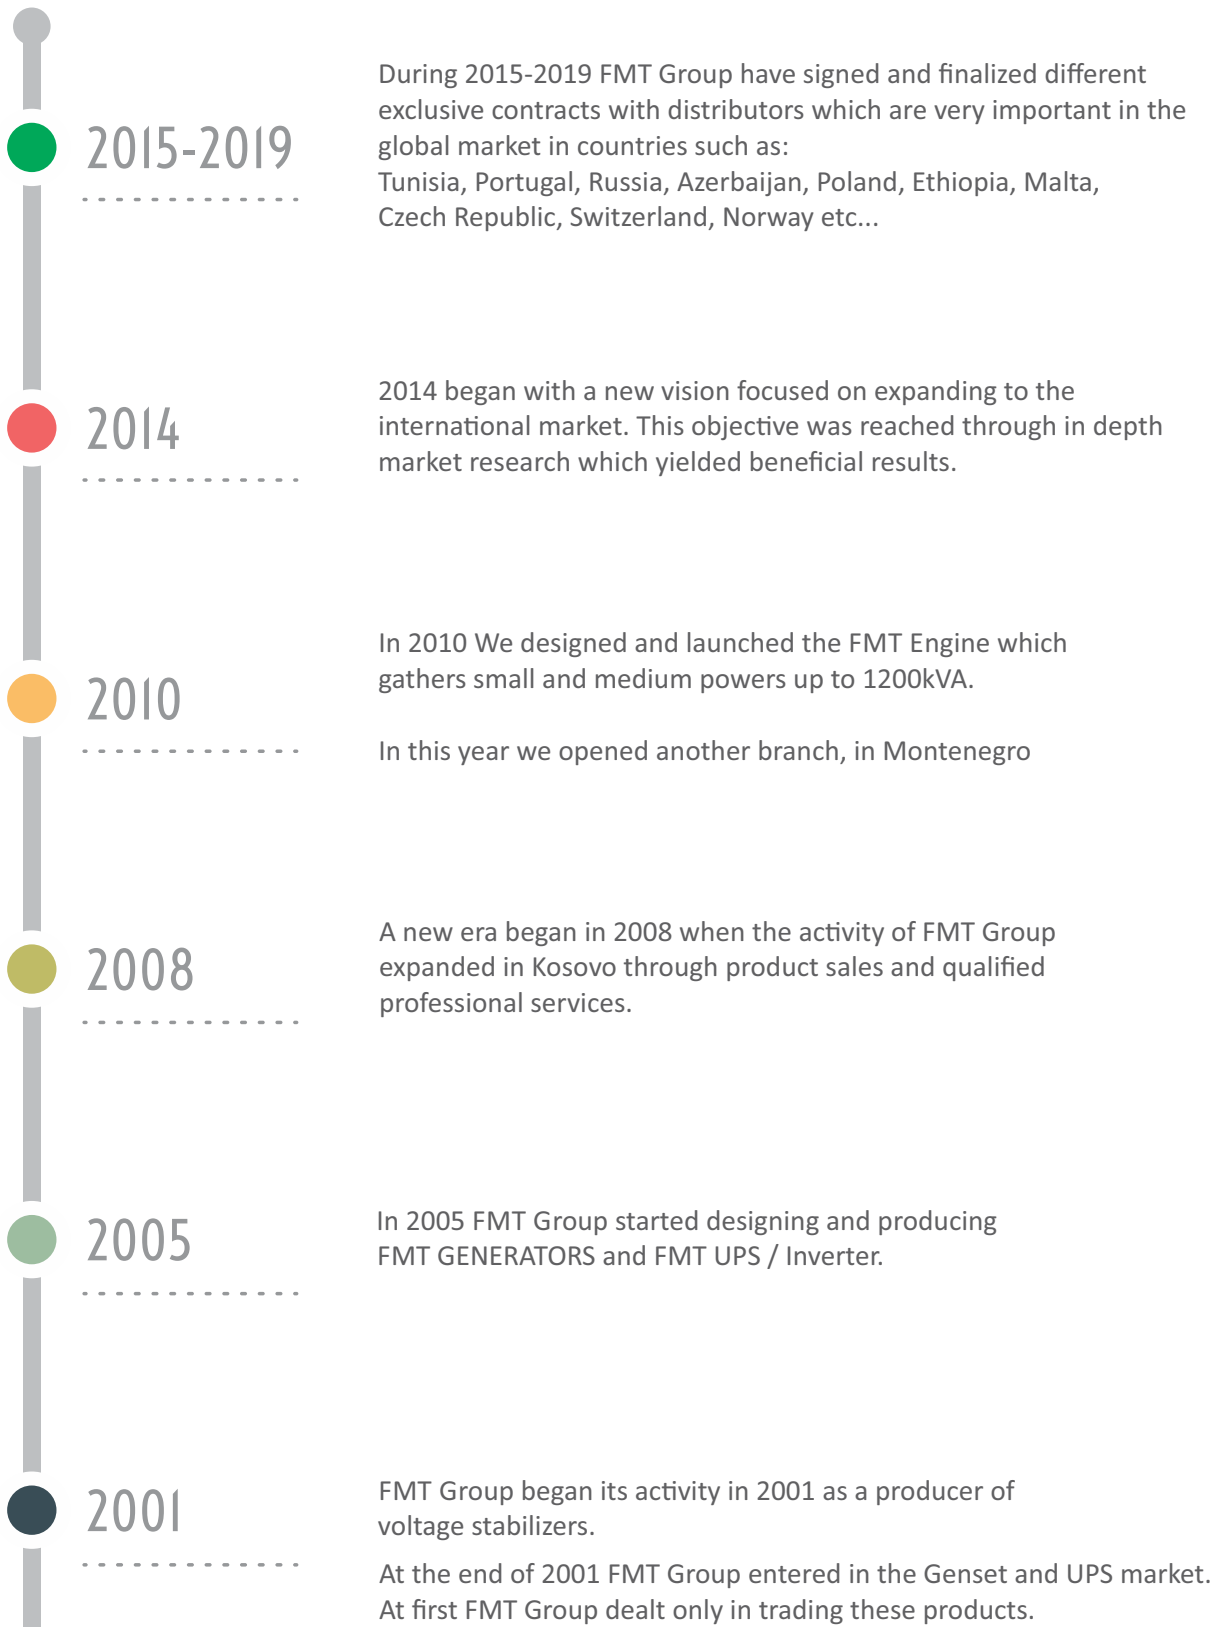 2015-2019
During 2015-2019 FMT Group have signed and finalized different
exclusive contracts with distributors which are very important in the
global market in countries such as:
Tunisia, Portugal, Russia, Azerbaijan, Poland, Ethiopia, Malta,
Czech Republic, Switzerland, Norway etc...
2014
2014 began with a new vision focused on expanding to the
international market. This objective was reached through in depth
market research which yielded beneficial results.
2010
In 2010 We designed and launched the FMT Engine which
gathers small and medium powers up to 1200kVA.
In this year we opened another branch, in Montenegro
2008
A new era began in 2008 when the activity of FMT Group
expanded in Kosovo through product sales and qualified
professional services.
2005
In 2005 FMT Group started designing and producing
FMT GENERATORS and FMT UPS / Inverter.
2001
FMT Group began its activity in 2001 as a producer of
voltage stabilizers.
At the end of 2001 FMT Group entered in the Genset and UPS market.
At first FMT Group dealt only in trading these products.